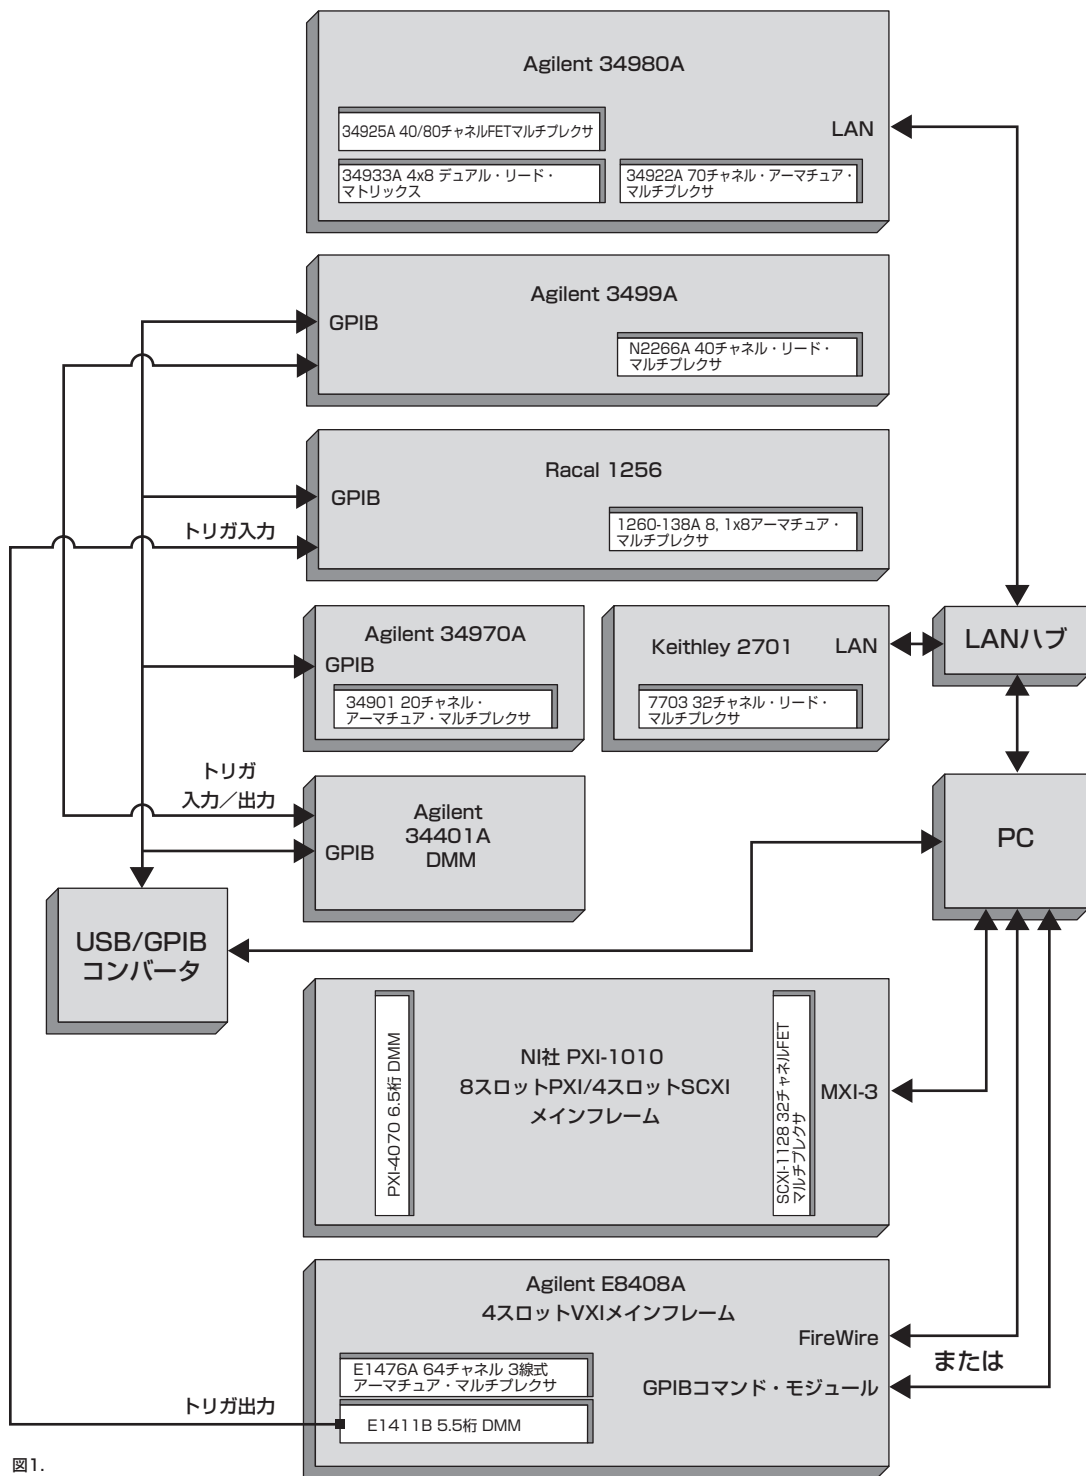 Agilent 34980A
34925A 40/80チャネルFETマルチプレクサ
LAN
34933A 4x8 デュアル・リード・
マトリックス
34922A 70チャネル・アーマチュア・
マルチプレクサ
Agilent 3499A
GPIB
N2266A 40チャネル・リード・
マルチプレクサ
Racal 1256
GPIB
トリガ入力
1260-138A 8, 1x8アーマチュア・
マルチプレクサ
Agilent 34970A
GPIB
34901 20チャネル・
アーマチュア・マルチプレクサ
Keithley 2701
LAN
7703 32チャネル・リード・
マルチプレクサ
LANハブ
トリガ
入力／出力
Agilent
34401A
DMM
GPIB
PC
USB/GPIB
コンバータ
PXI-4070 6.5桁 DMM
NI社 PXI-1010
8スロットPXI/4スロットSCXI
メインフレーム
SCXI-1128 32チャネルFET
マルチプレクサ
MXI-3
Agilent E8408A
4スロットVXIメインフレーム
FireWire
または
E1476A 64チャネル 3線式
アーマチュア・マルチプレクサ
GPIBコマンド・モジュール
トリガ出力
E1411B 5.5桁 DMM
図1.